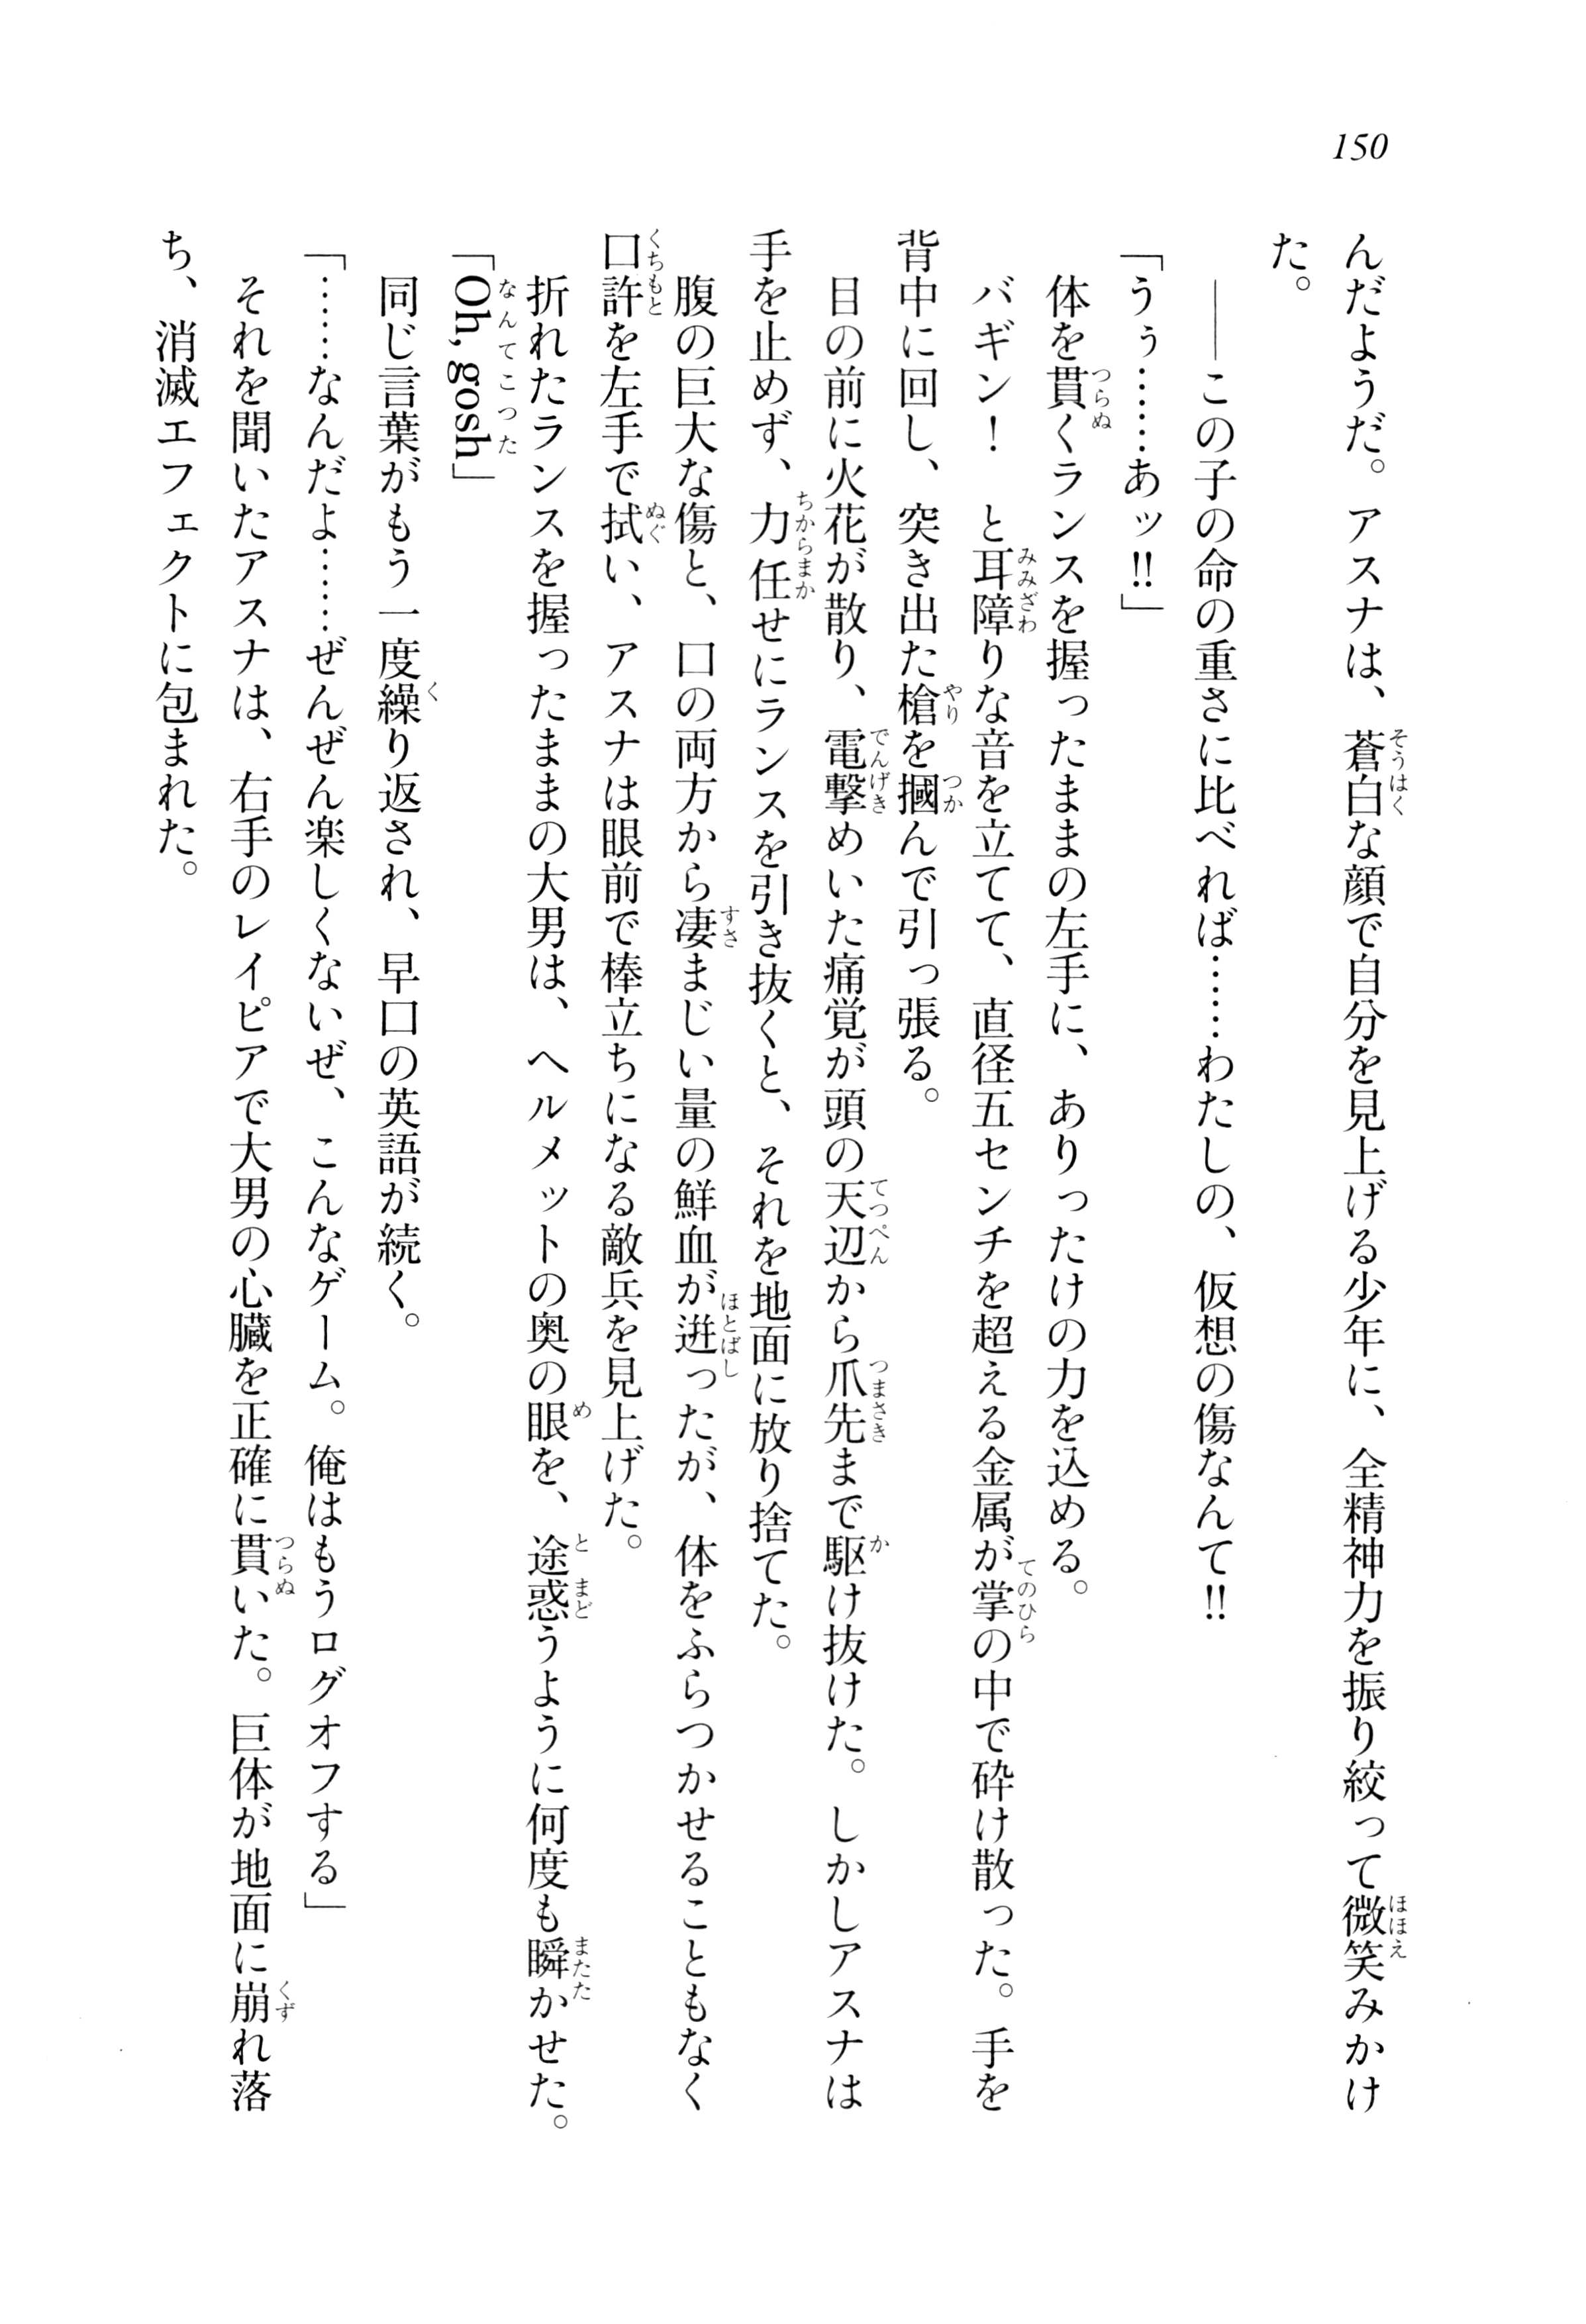 150
んだようだ。アスナは、蒼白な顔で自分を見上げる少年に、全精神力を振り絞って微笑みかけ
た。
――この子の命の重さに比べれば……わたしの、仮想の傷なんて!!
「うぅ……あッ!!」
体を貫くランスを握ったままの左手に、ありったけの力を込める。
バギン！　と耳障りな音を立てて、直径五センチを超える金属が掌の中で砕け散った。手を
背中に回し、突き出た槍を摑んで引っ張る。
目の前に火花が散り、電撃めいた痛覚が頭の天辺から爪先まで駆け抜けた。しかしアスナは
手を止めず、力任せにランスを引き抜くと、それを地面に放り捨てた。
腹の巨大な傷と、口の両方から凄まじい量の鮮血が迸ったが、体をふらつかせることもなく
口許を左手で拭い、アスナは眼前で棒立ちになる敵兵を見上げた。
折れたランスを握ったままの大男は、ヘルメットの奥の眼を、途惑うように何度も瞬かせた。
「Oh, gosh」
同じ言葉がもう一度繰り返され、早口の英語が続く。
「……なんだよ……ぜんぜん楽しくないぜ、こんなゲーム。俺はもうログオフする」
それを聞いたアスナは、右手のレイピアで大男の心臓を正確に貫いた。巨体が地面に崩れ落
ち、消滅エフェクトに包まれた。